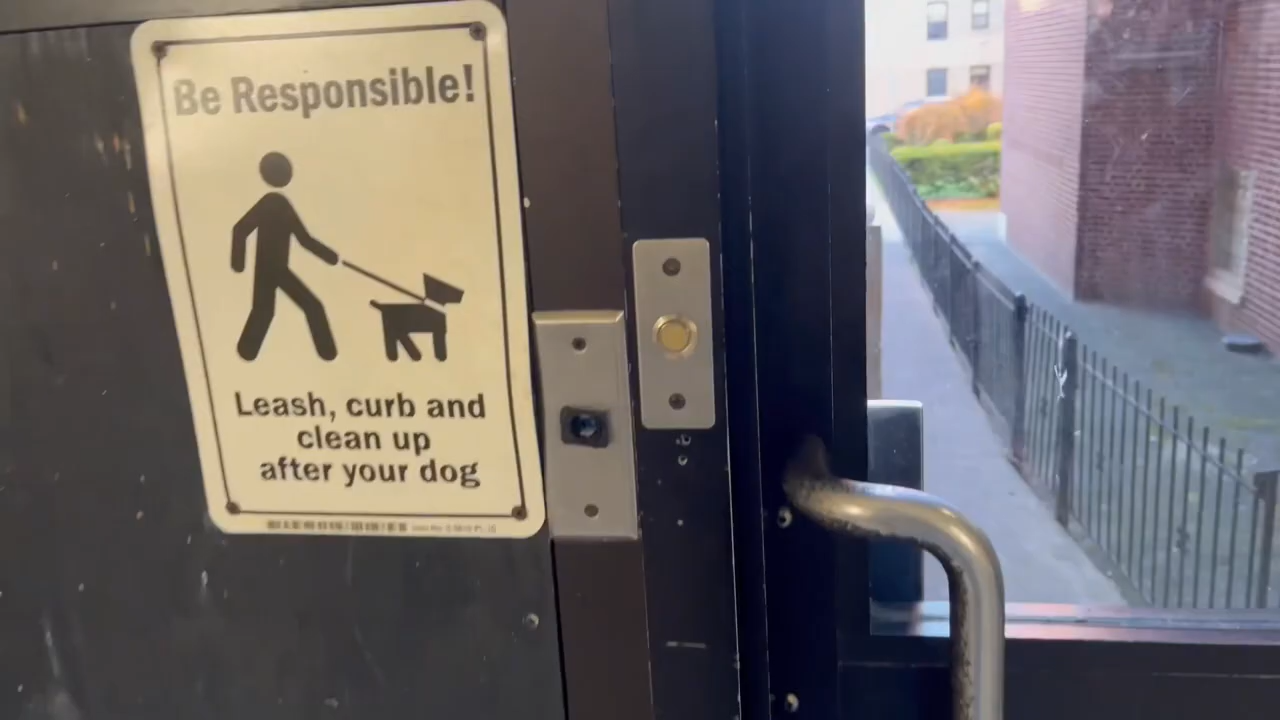 Be Responsible!
Leash, curb and
clean up
after your dog